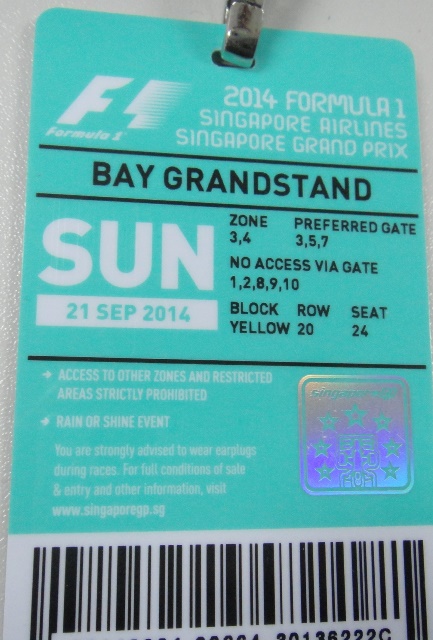 F1
Formula 1®
2014 FORMULA 1
SINGAPORE AIRLINES
SINGAPORE GRAND PRIX
BAY GRANDSTAND
SUN
21 SEP 2014
ZONE PREFERRED GATE
3,4 3,5,7
NO ACCESS VIA GATE
1,2,8,9,10
BLOCK ROW SEAT
YELLOW 20 24
→ ACCESS TO OTHER ZONES AND RESTRICTED
AREAS STRICTLY PROHIBITED
→ RAIN OR SHINE EVENT
You are strongly advised to wear earplugs
during races. For full conditions of sale
& entry and other information, visit
www.singaporegp.sg
singaporegp